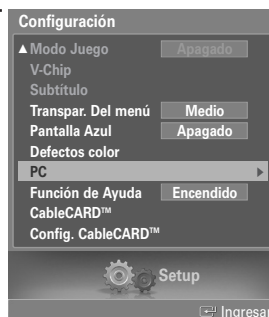 Configuración
▲ Modo Juego Apagado
V-Chip
Subtítulo
Transpar. Del menú Medio
Pantalla Azul Apagado
Defectos color
PC ▶
Función de Ayuda Encendido
CableCARD™
Config. CableCARD™
Setup
Ingresar